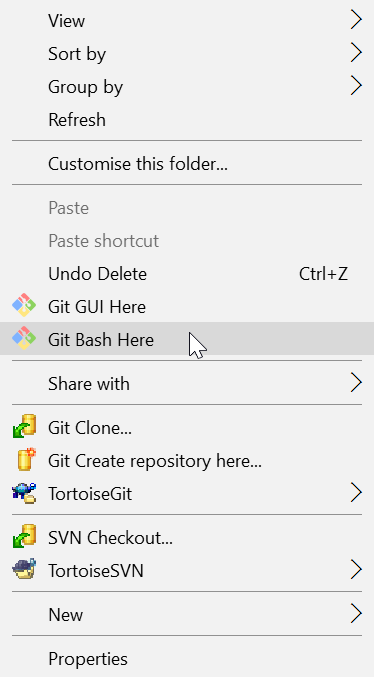 View
Sort by
Group by
Refresh
Customise this folder...
Paste
Paste shortcut
Undo Delete Ctrl+Z
Git GUI Here
Git Bash Here
Share with
Git Clone...
Git Create repository here...
TortoiseGit
SVN Checkout...
TortoiseSVN
New
Properties